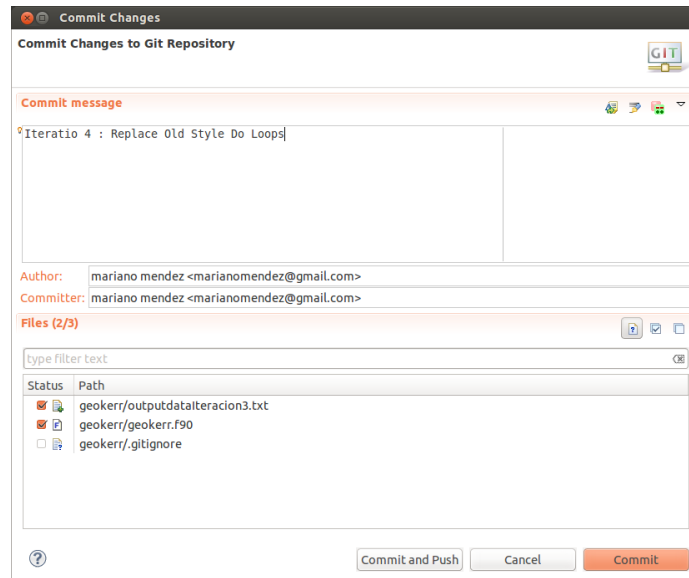 Commit Changes
Commit Changes to Git Repository
GIT
Commit message
Iteratio 4 : Replace Old Style Do Loops
Author: mariano mendez <marianomendez@gmail.com>
Committer: mariano mendez <marianomendez@gmail.com>
Files (2/3)
type filter text
Status Path
geokerr/outputdataIteracion3.txt
F geokerr/geokerr.f90
geokerr/.gitignore
Commit and Push Cancel Commit